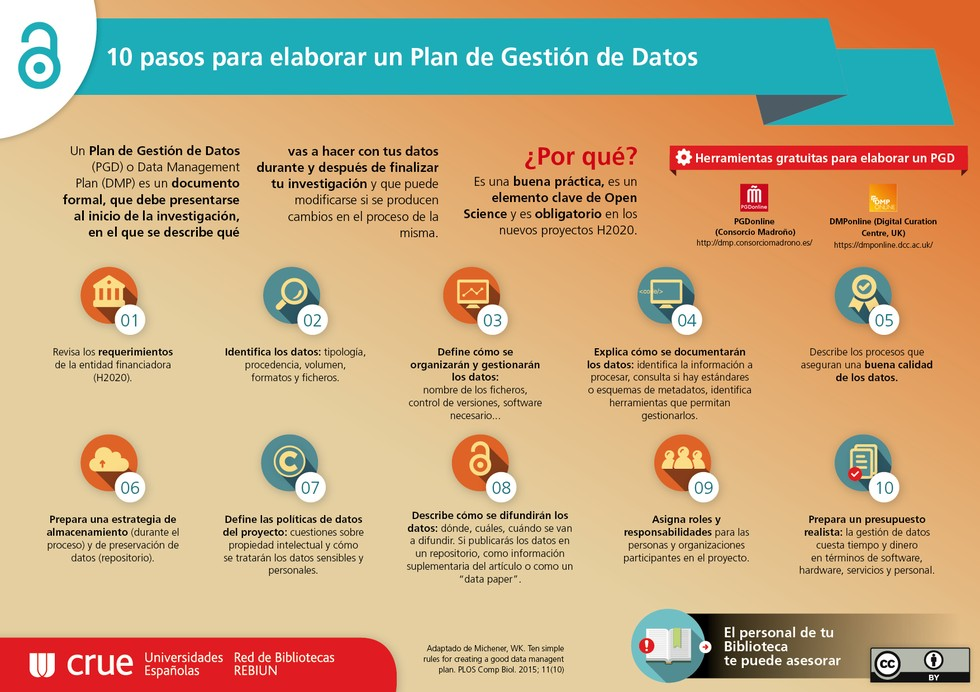 10 pasos para elaborar un Plan de Gestión de Datos
Un Plan de Gestión de Datos
(PGD) o Data Management
Plan (DMP) es un documento
formal, que debe presentarse
al inicio de la investigación,
en el que se describe qué
vas a hacer con tus datos
durante y después de finalizar
tu investigación y que puede
modificarse si se producen
cambios en el proceso de la
misma.
¿Por qué?
Es una buena práctica, es un
elemento clave de Open
Science y es obligatorio en los
nuevos proyectos H2020.
Herramientas gratuitas para elaborar un PGD
PGDonline
PGDonline
(Consorcio Madroño)
http://dmp.consorciomadrono.es/
DMP
ONLINE
DMPonline (Digital Curation
Centre, UK)
https://dmponline.dcc.ac.uk/
01
Revisa los requerimientos
de la entidad financiadora
(H2020).
02
Identifica los datos: tipología,
procedencia, volumen,
formatos y ficheros.
03
Define cómo se
organizarán y gestionarán
los datos:
nombre de los ficheros,
control de versiones, software
necesario...
<code/>
04
Explica cómo se documentarán
los datos: identifica la información a
procesar, consulta si hay estándares
o esquemas de metadatos, identifica
herramientas que permitan
gestionarlos.
05
Describe los procesos que
aseguran una buena calidad
de los datos.
06
Prepara una estrategia de
almacenamiento (durante el
proceso) y de preservación de
datos (repositorio).
C
07
Define las políticas de datos
del proyecto: cuestiones sobre
propiedad intelectual y cómo
se tratarán los datos sensibles y
personales.
08
Describe cómo se difundirán los
datos: dónde, cuáles, cuándo se van
a difundir. Si publicarás los datos en
un repositorio, como información
suplementaria del artículo o como un
“data paper”.
09
Asigna roles y
responsabilidades para las
personas y organizaciones
participantes en el proyecto.
10
Prepara un presupuesto
realista: la gestión de datos
cuesta tiempo y dinero
en términos de software,
hardware, servicios y personal.
crue
Universidades
Españolas
Red de Bibliotecas
REBIUN
Adaptado de Michener, WK. Ten simple
rules for creating a good data managent
plan. PLOS Comp Biol. 2015; 11(10)
El personal de tu
Biblioteca
te puede asesorar
cc
BY